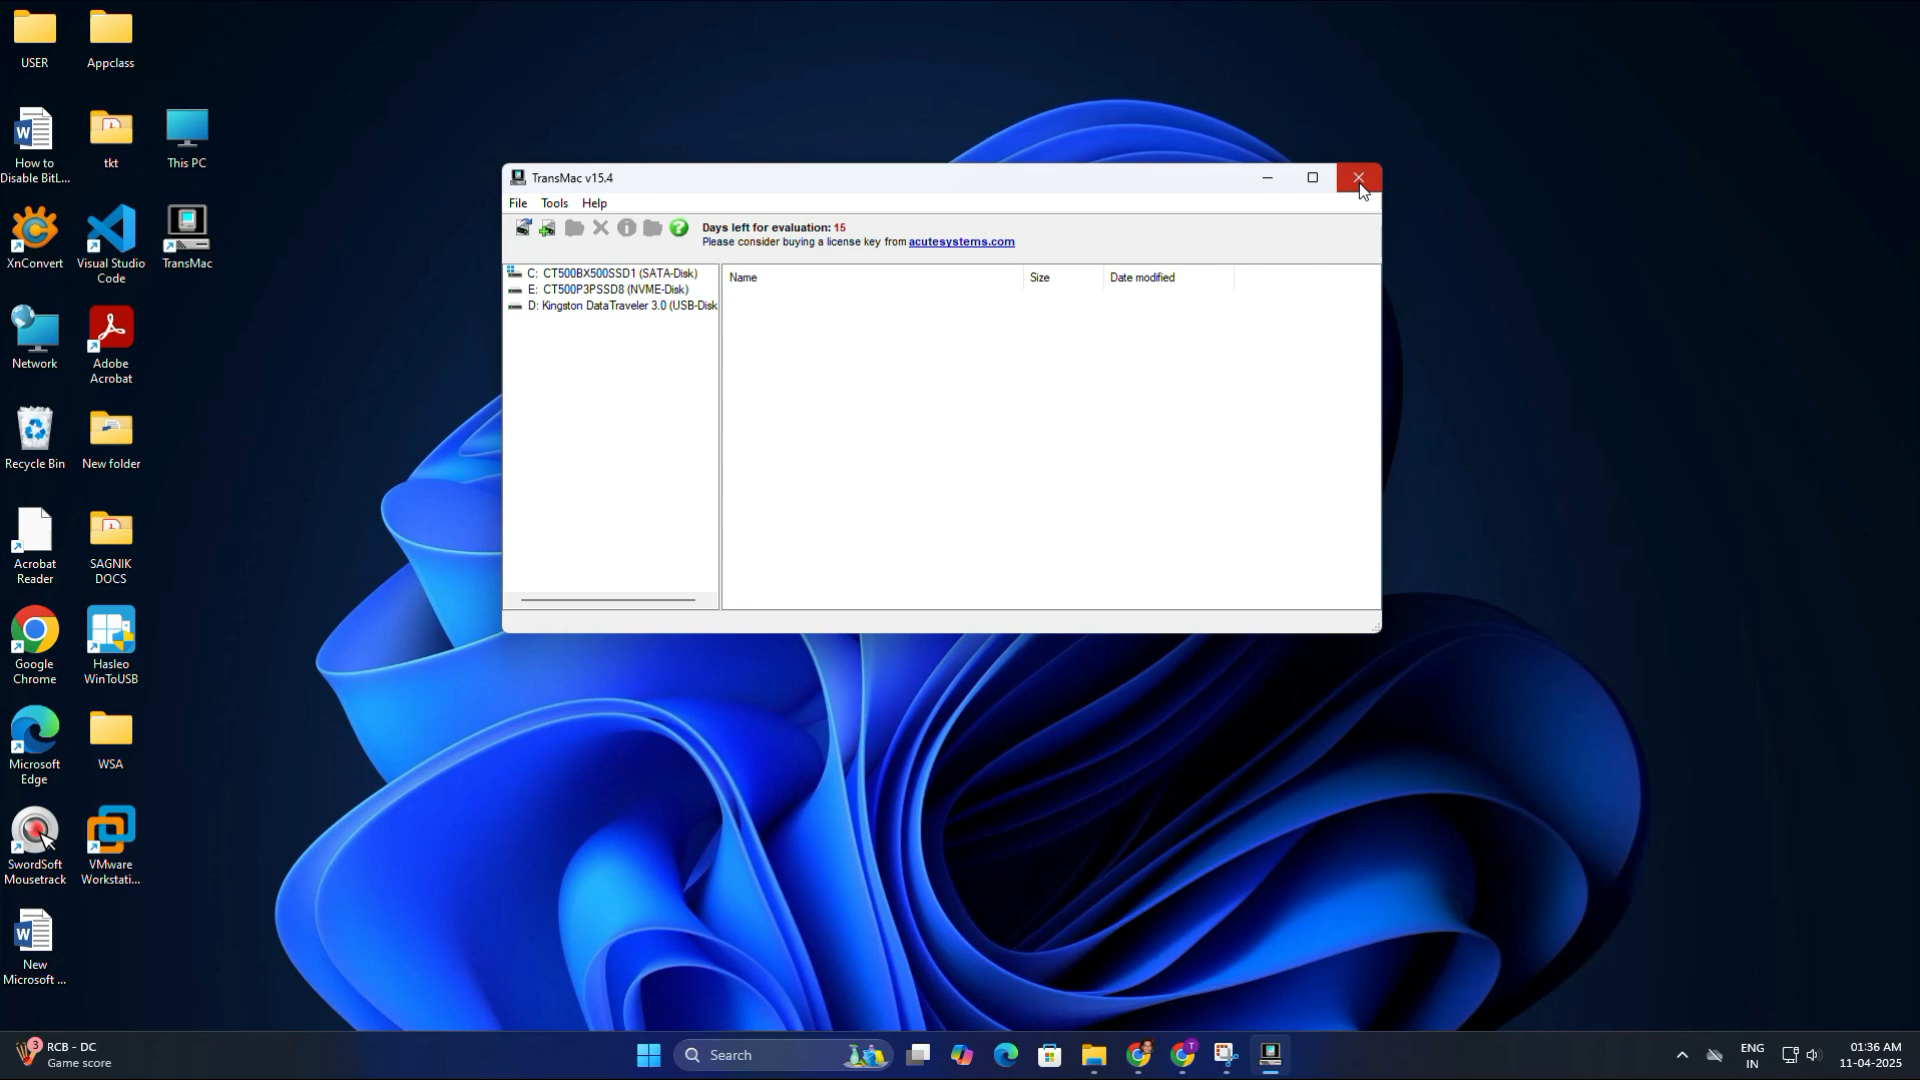 USER
Appclass
How to
Disable BitL...
tkt
This PC
XnConvert
Visual Studio
Code
TransMac
Network
Adobe
Acrobat
Recycle Bin
New folder
Acrobat
Reader
SAGNIK
DOCS
Google
Chrome
Hasleo
WinToUSB
Microsoft
Edge
WSA
SwordSoft
Mousetrack
VMware
Workstati...
New
Microsoft ...
TransMac v15.4
File Tools Help
Days left for evaluation: 15
Please consider buying a license key from acutesystems.com
C: CT500BX500SSD1 (SATA-Disk)
E: CT500P3PSSD8 (NVME-Disk)
D: Kingston DataTraveler 3.0 (USB-Disk
Name Size Date modified
3
RCB - DC
Game score
Search
T
ENG
IN
01:36 AM
11-04-2025